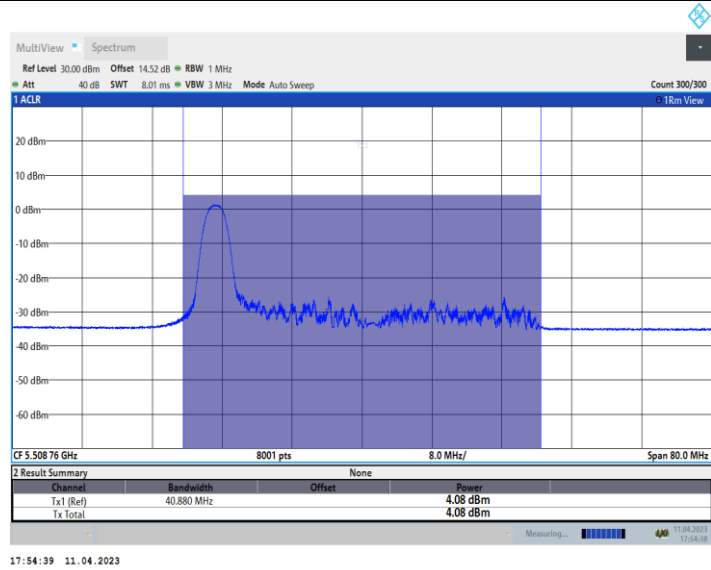 MultiView Spectrum
Ref Level 30.00 dBm Offset 14.52 dB RBW 1 MHz
Att 40 dB SWT 8.01 ms VBW 3 MHz Mode Auto Sweep Count 300/300
1 ACLR 1Rm View
20 dBm
10 dBm
0 dBm
-10 dBm
-20 dBm
-30 dBm
-40 dBm
-50 dBm
-60 dBm
CF 5.508 76 GHz 8001 pts 8.0 MHz/ Span 80.0 MHz
2 Result Summary None
Channel Bandwidth Offset Power
Tx1 (Ref) 40.880 MHz 4.08 dBm
Tx Total 4.08 dBm
Measuring... 11.04.2023
17:54:38
17:54:39 11.04.2023